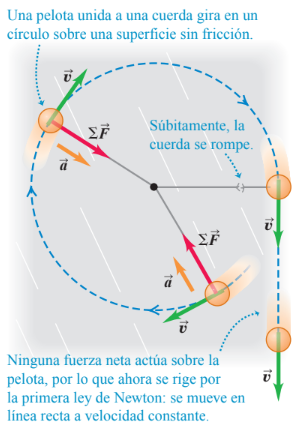 Una pelota unida a una cuerda gira en un
círculo sobre una superficie sin fricción.
v⃗
ΣF⃗
a⃗
Súbitamente, la
cuerda se rompe.
v⃗
ΣF⃗
a⃗
v⃗
Ninguna fuerza neta actúa sobre la
pelota, por lo que ahora se rige por
la primera ley de Newton: se mueve en
línea recta a velocidad constante.
v⃗